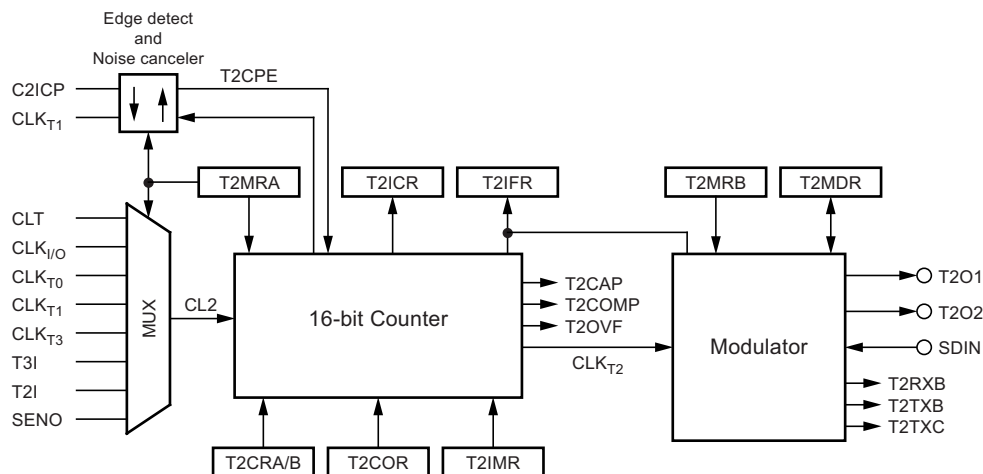 Edge detect
and
Noise canceler
C2ICP
T2CPE
CLKT1
T2MRA
T2ICR
T2IFR
T2MRB
T2MDR
CLT
CLKI/O
CLKT0
CLKT1
CLKT3
T3I
T2I
SENO
MUX
CL2
16-bit Counter
T2CAP
T2COMP
T2OVF
CLKT2
Modulator
T2O1
T2O2
SDIN
T2RXB
T2TXB
T2TXC
T2CRA/B
T2COR
T2IMR